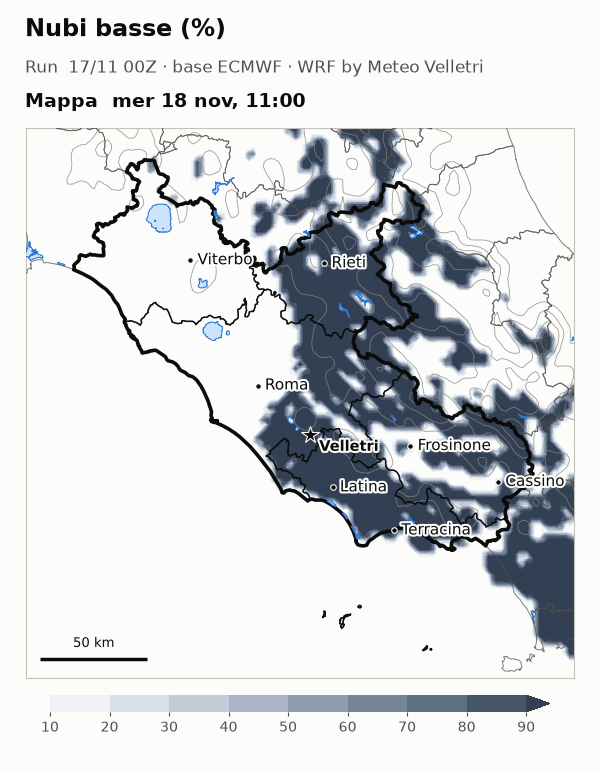 Nubi basse (%)
Run 17/11 00Z · base ECMWF · WRF by Meteo Velletri
Mappa mer 18 nov, 11:00
Viterbo
Rieti
Roma
Velletri
Frosinone
Latina
Cassino
Terracina
50 km
10 20 30 40 50 60 70 80 90